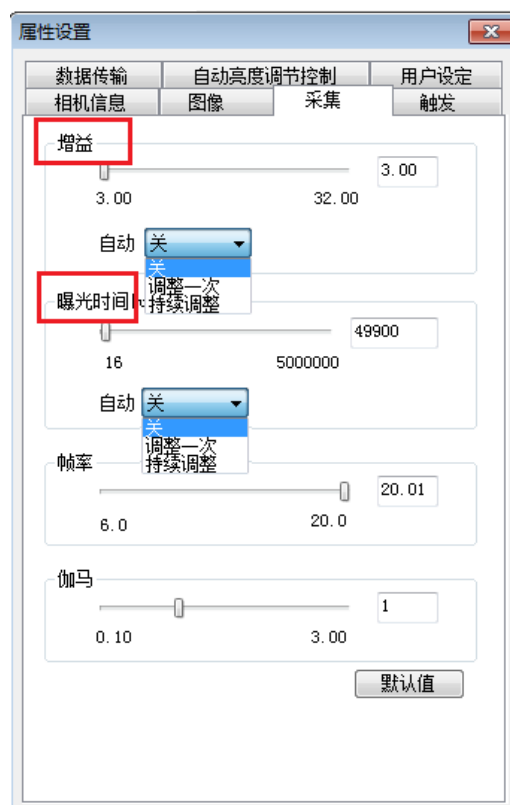 属性设置
数据传输 自动亮度调节控制 用户设定
相机信息 图像 采集 触发
增益
3.00
3.00 32.00
自动 关
关
调整一次
持续调整
曝光时间
49900
16 5000000
自动 关
关
调整一次
持续调整
帧率
20.01
6.0 20.0
伽马
1
0.10 3.00
默认值